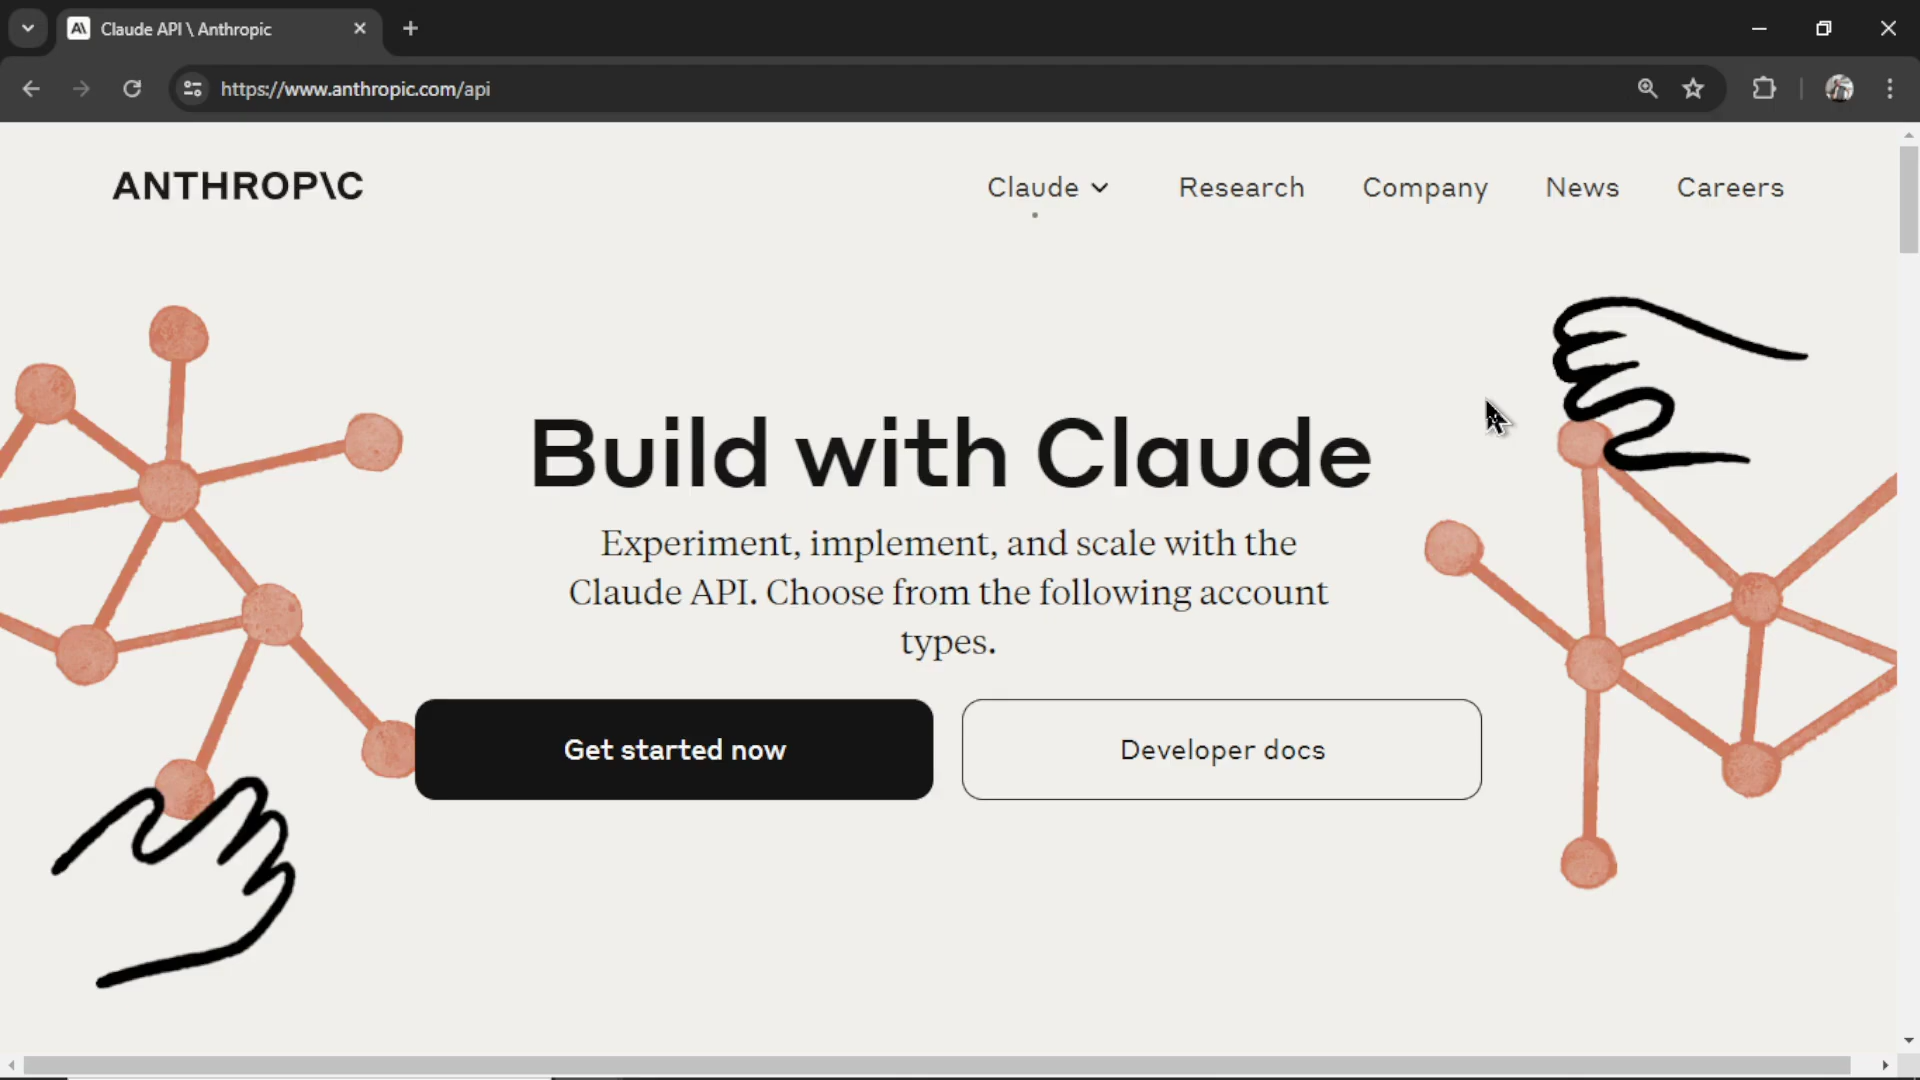 Claude API \ Anthropic
https://www.anthropic.com/api
ANTHROP\C
Claude
Research
Company
News
Careers
Build with Claude
Experiment, implement, and scale with the
Claude API. Choose from the following account
types.
Get started now
Developer docs